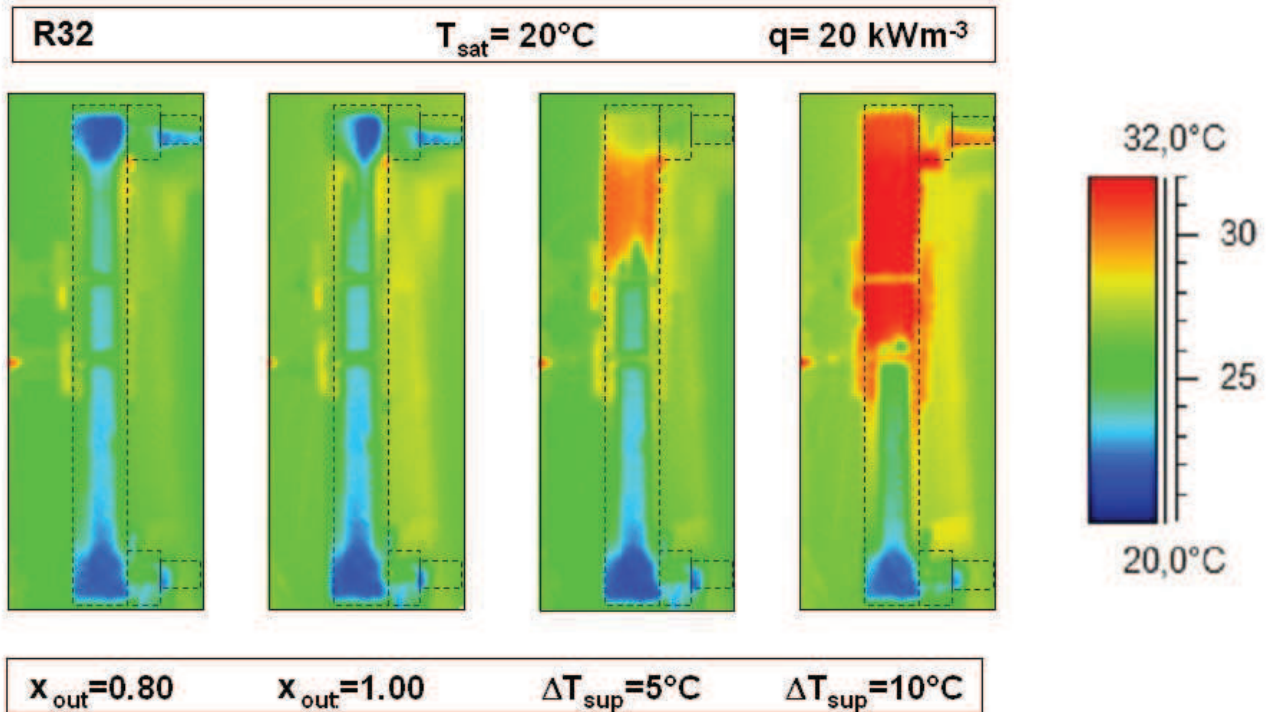 R32 T_sat= 20°C q= 20 kWm⁻³
32,0°C
30
25
20,0°C
x_out=0.80 x_out=1.00 ΔT_sup=5°C ΔT_sup=10°C